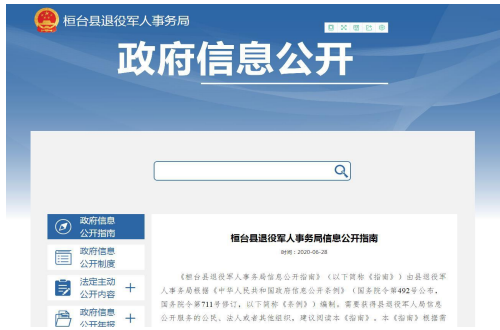 桓台县退役军人事务局
政府信息公开
政府信息
公开指南
政府信息
公开制度
法定主动
公开内容 +
政府信息
公开年报 +
桓台县退役军人事务局信息公开指南
时间：2020-06-28
《桓台县退役军人事务局信息公开指南》（以下简称《指南》）由县退役军
人事务局根据《中华人民共和国政府信息公开条例》（国务院令第492号公布，
国务院令第711号修订，以下简称《条例》）编制。需要获得县退役军人局信息
公开服务的公民、法人或者其他组织，建议阅读本《指南》。本《指南》根据需